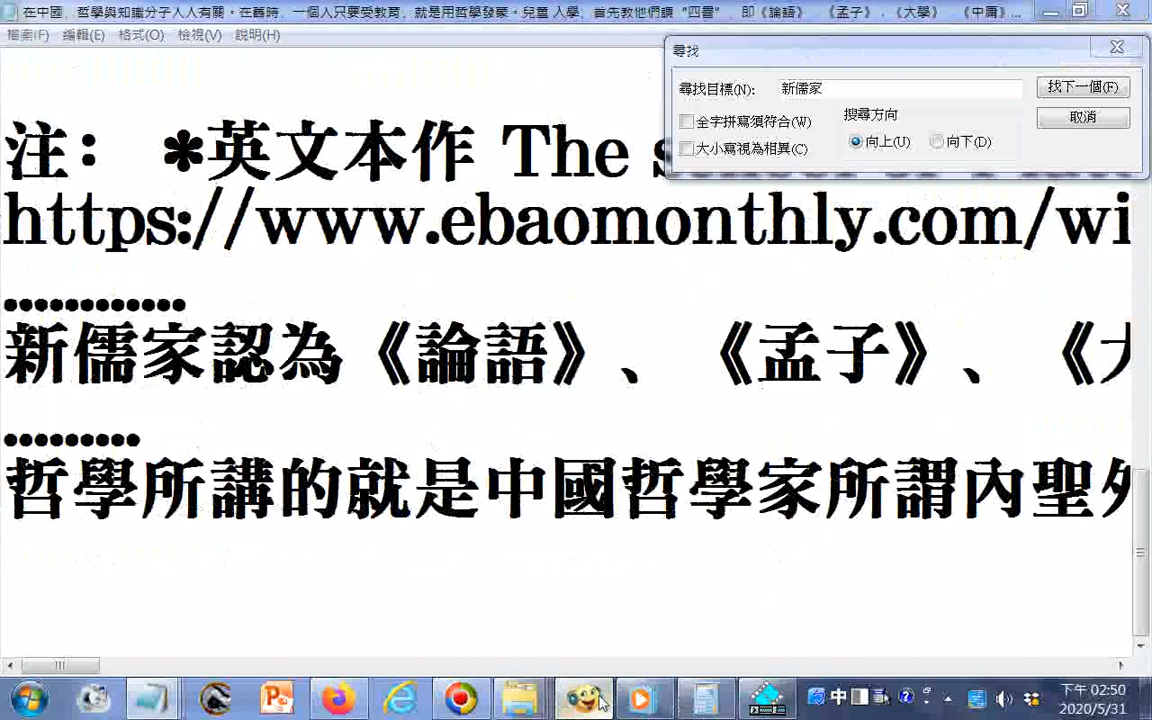 在中國，哲學與知識分子人人有關。在舊時，一個人只要受教育，就是用哲學發蒙。兒童 入學，首先教他們讀 “四書” ，即《論語》 《孟子》 、《大學》 《中庸》...
檔案(F) 編輯(E) 格式(O) 檢視(V) 說明(H)
尋找
尋找目標(N): 新儒家 找下一個(F)
全字拼寫須符合(W) 搜尋方向 取消
大小寫視為相異(C) 向上(U) 向下(D)
注： *英文本作 The s
https://www.ebaomonthly.com/wi
............
新儒家認為《論語》、 《孟子》、 《大
.........
哲學所講的就是中國哲學家所謂內聖外
中 下午 02:50
2020/5/31